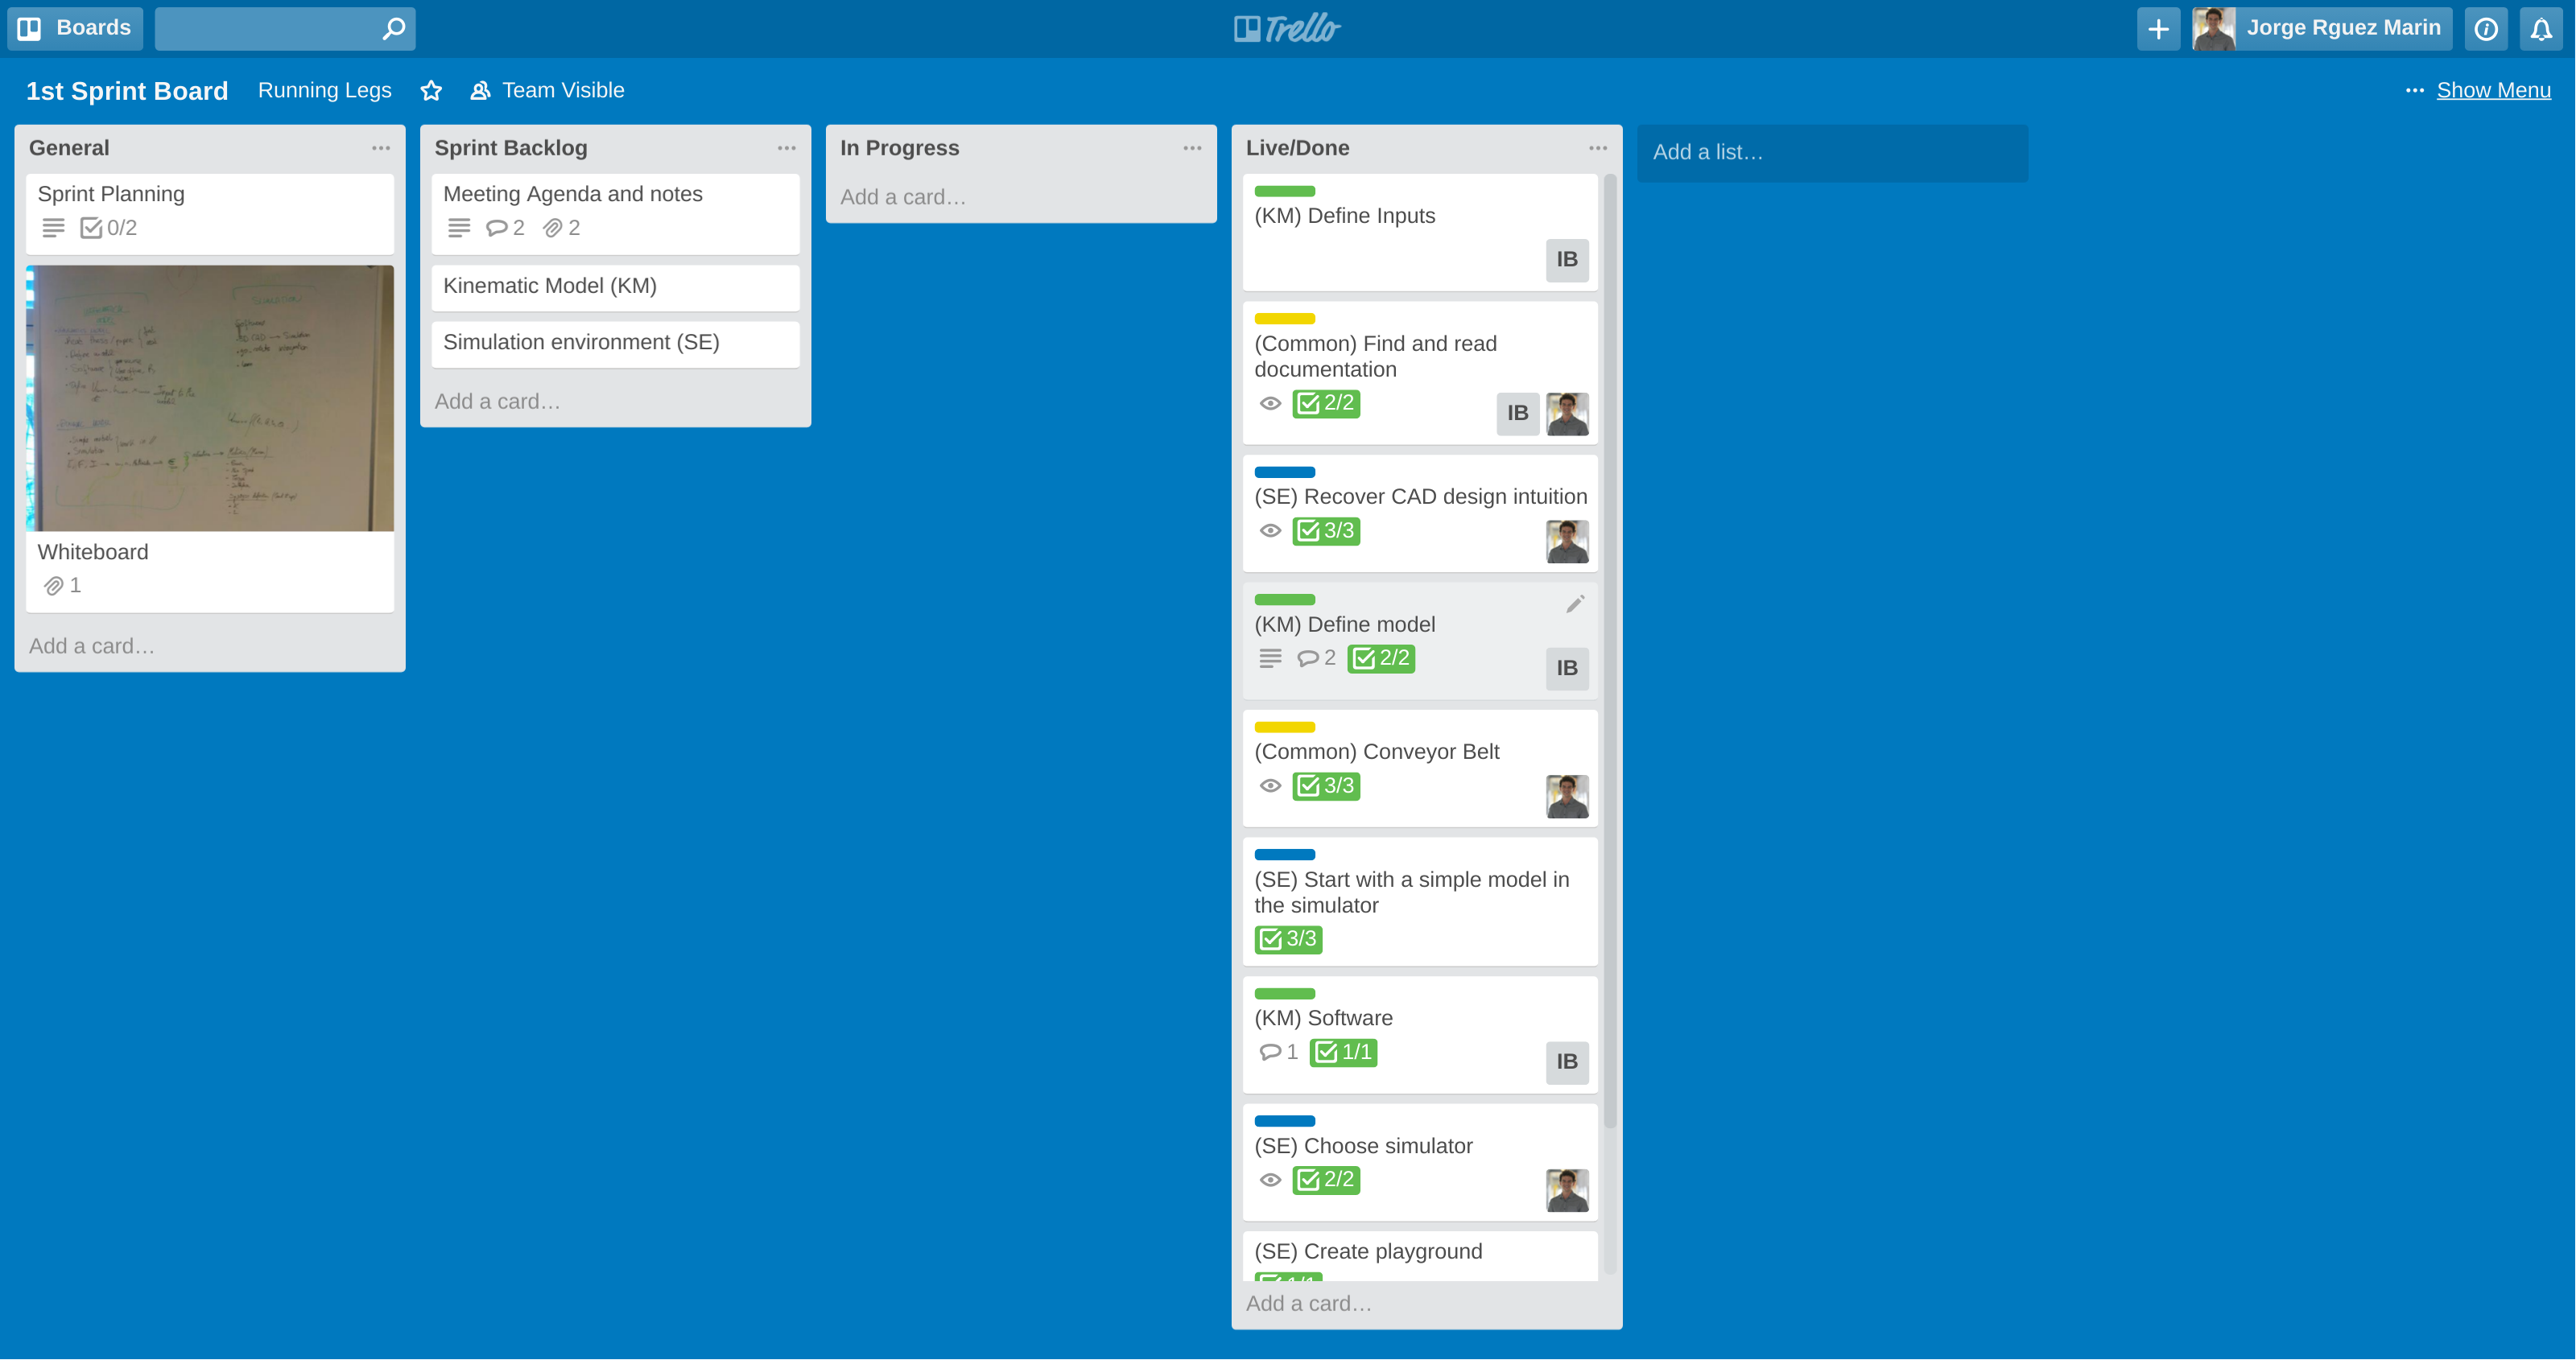 Boards
Trello
Jorge Rguez Marin
1st Sprint Board
Running Legs
Team Visible
Show Menu
General
Sprint Planning
0/2
Whiteboard
1
Add a card…
Sprint Backlog
Meeting Agenda and notes
2
2
Kinematic Model (KM)
Simulation environment (SE)
Add a card…
In Progress
Add a card…
Live/Done
(KM) Define Inputs
IB
(Common) Find and read
documentation
2/2
IB
(SE) Recover CAD design intuition
3/3
(KM) Define model
2
2/2
IB
(Common) Conveyor Belt
3/3
(SE) Start with a simple model in
the simulator
3/3
(KM) Software
1
1/1
IB
(SE) Choose simulator
2/2
(SE) Create playground
1/1
Add a card…
Add a list…